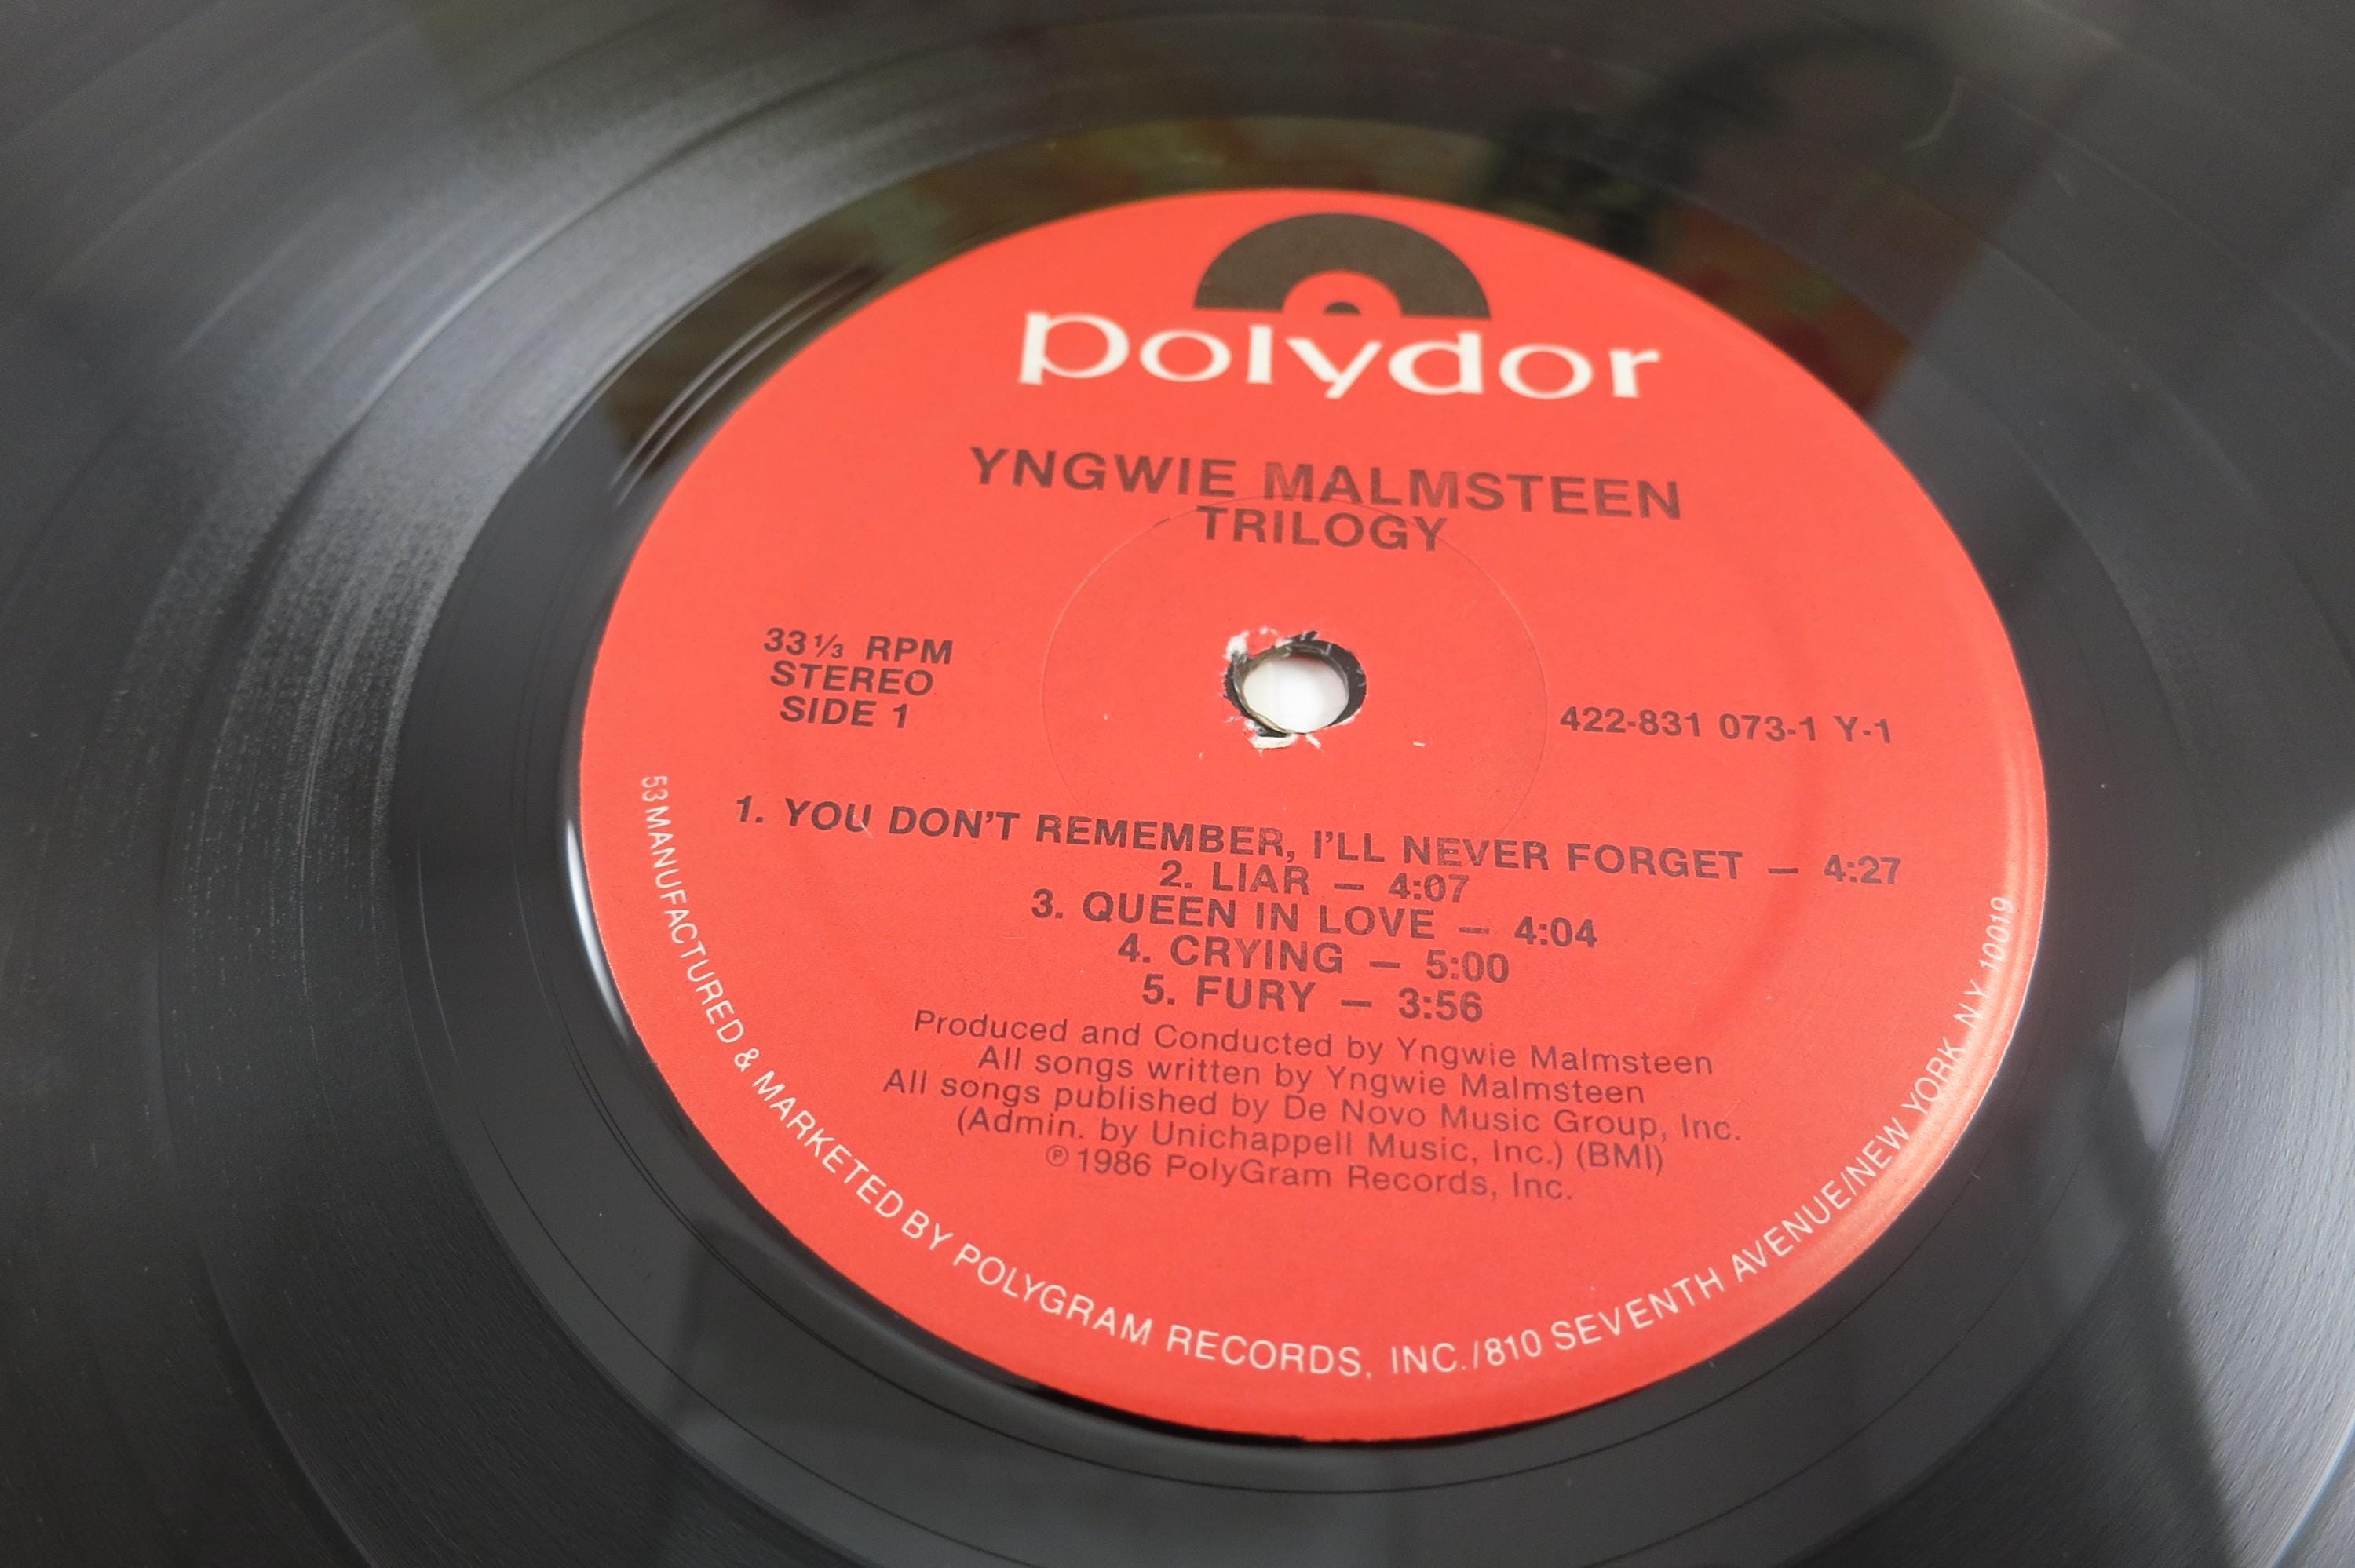 polydor
YNGWIE MALMSTEEN
TRILOGY
33⅓ RPM
STEREO
SIDE 1
422-831 073-1 Y-1
1. YOU DON'T REMEMBER, I'LL NEVER FORGET — 4:27
2. LIAR — 4:07
3. QUEEN IN LOVE — 4:04
4. CRYING — 5:00
5. FURY — 3:56
Produced and Conducted by Yngwie Malmsteen
All songs written by Yngwie Malmsteen
All songs published by De Novo Music Group, Inc.
(Admin. by Unichappell Music, Inc.) (BMI)
℗ 1986 PolyGram Records, Inc.
53 MANUFACTURED & MARKETED BY POLYGRAM RECORDS, INC./810 SEVENTH AVENUE/NEW YORK, N.Y. 10019